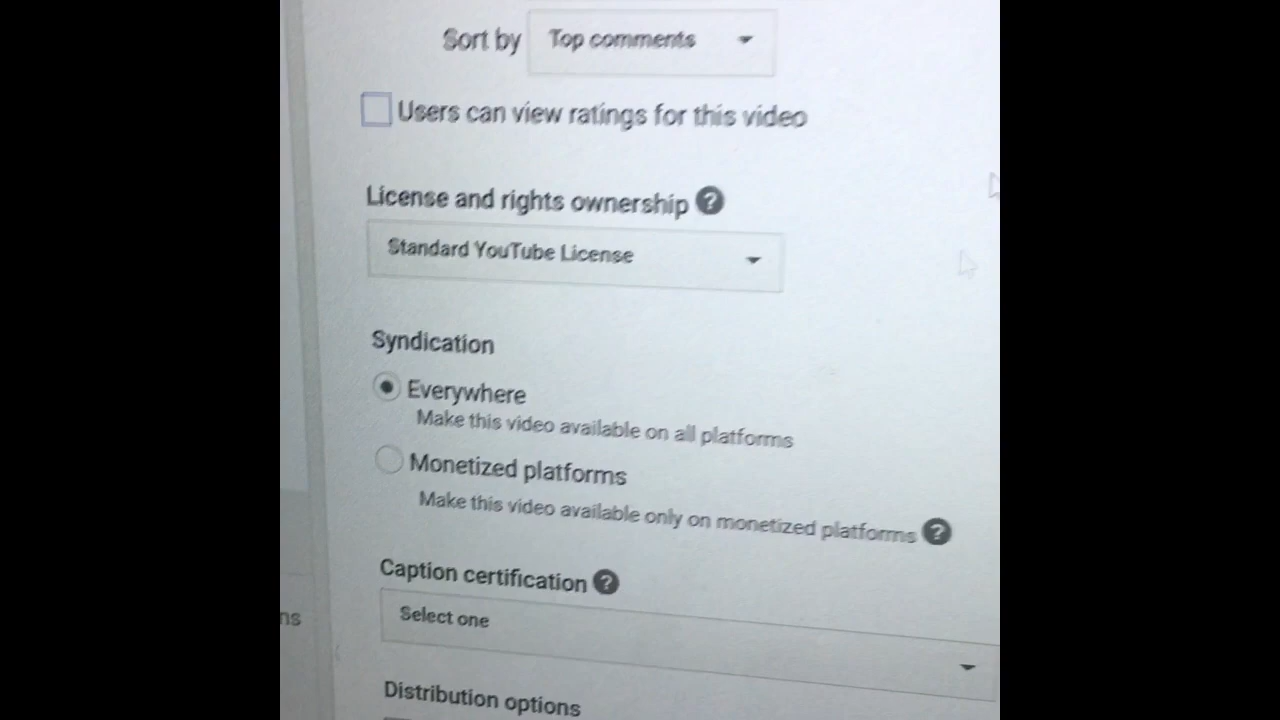 Sort by Top comments
Users can view ratings for this video
License and rights ownership ?
Standard YouTube License
Syndication
Everywhere
Make this video available on all platforms
Monetized platforms
Make this video available only on monetized platforms ?
Caption certification ?
Select one
ns
Distribution options